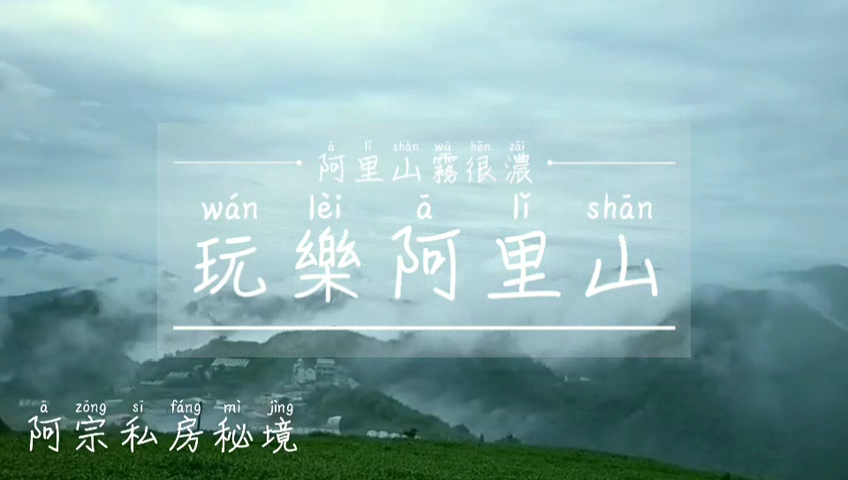 ā lǐ shān wù hěn zāi
阿里山霧很濃
wán lèi ā lǐ shān
玩樂阿里山
ā zōng sī fáng mì jìng
阿宗私房秘境